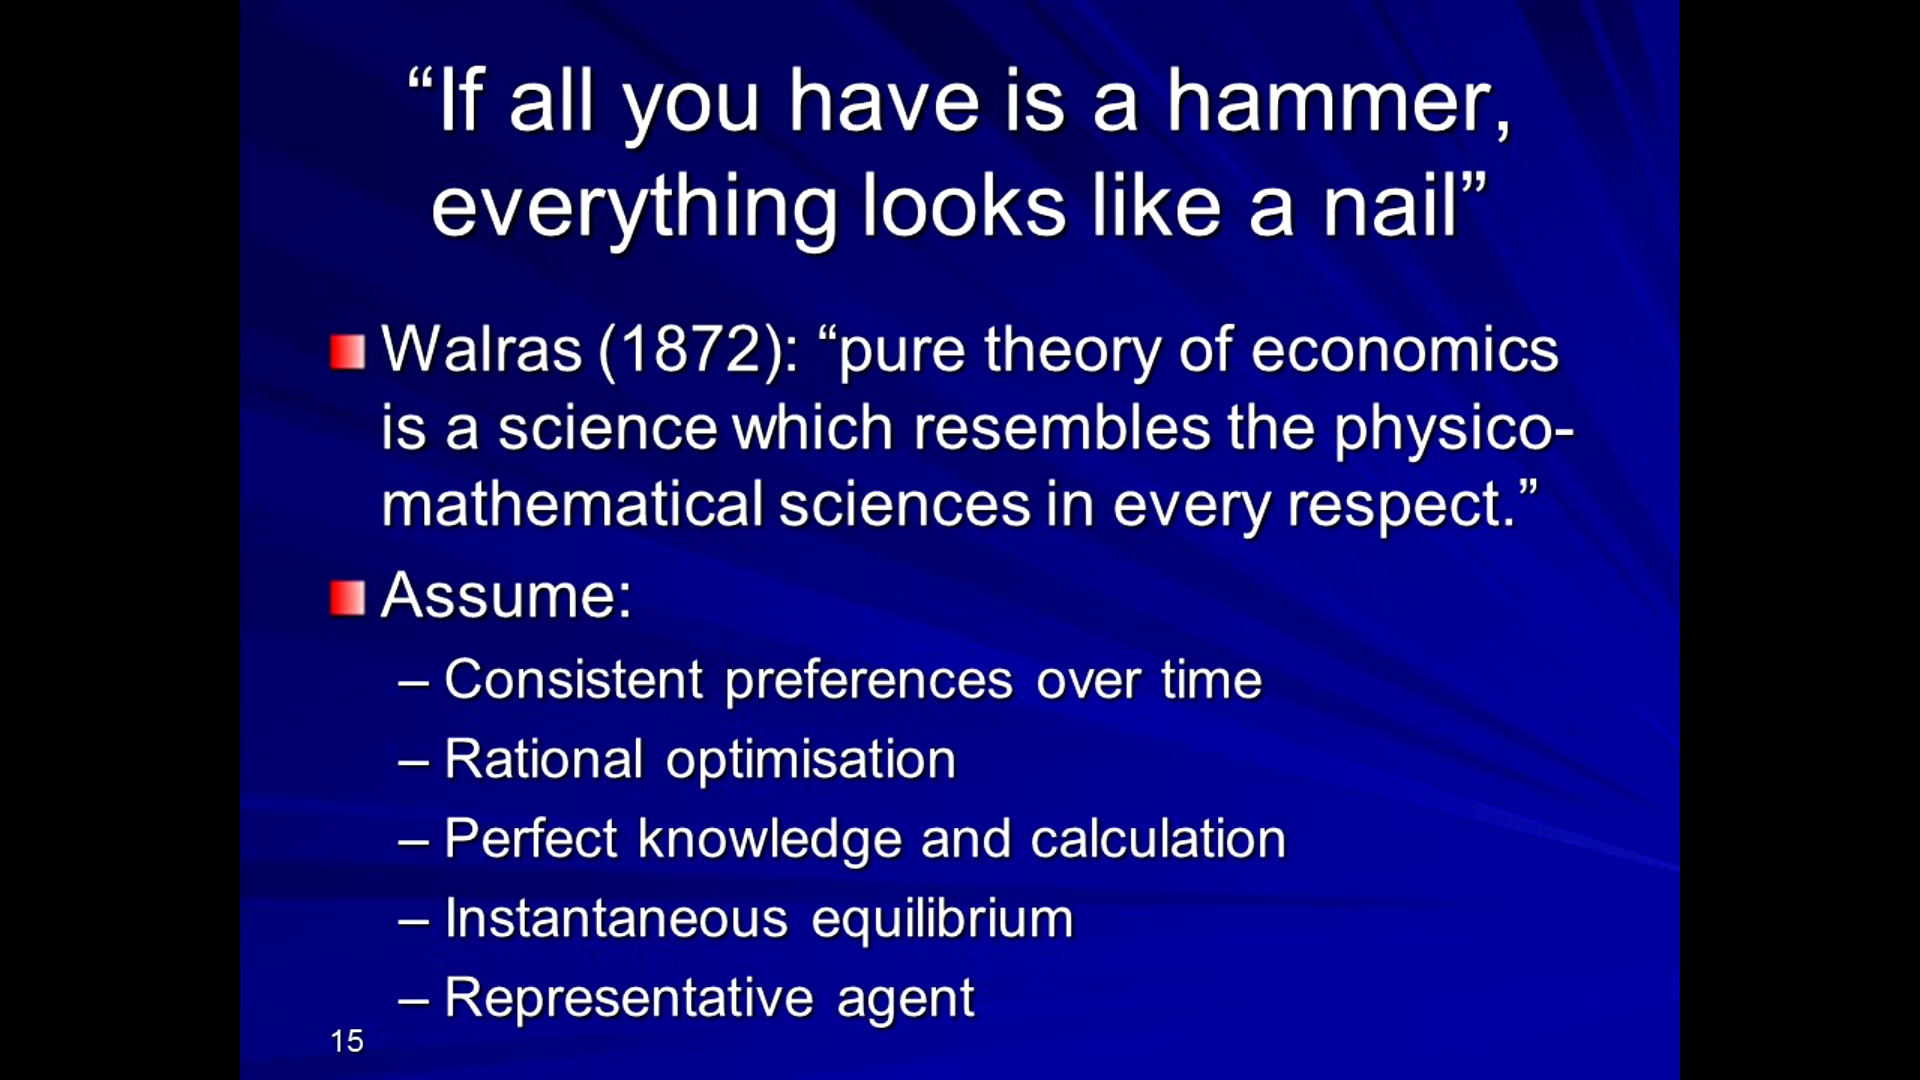 “If all you have is a hammer,
everything looks like a nail”
Walras (1872): “pure theory of economics
is a science which resembles the physico-
mathematical sciences in every respect.”
Assume:
– Consistent preferences over time
– Rational optimisation
– Perfect knowledge and calculation
– Instantaneous equilibrium
– Representative agent
15